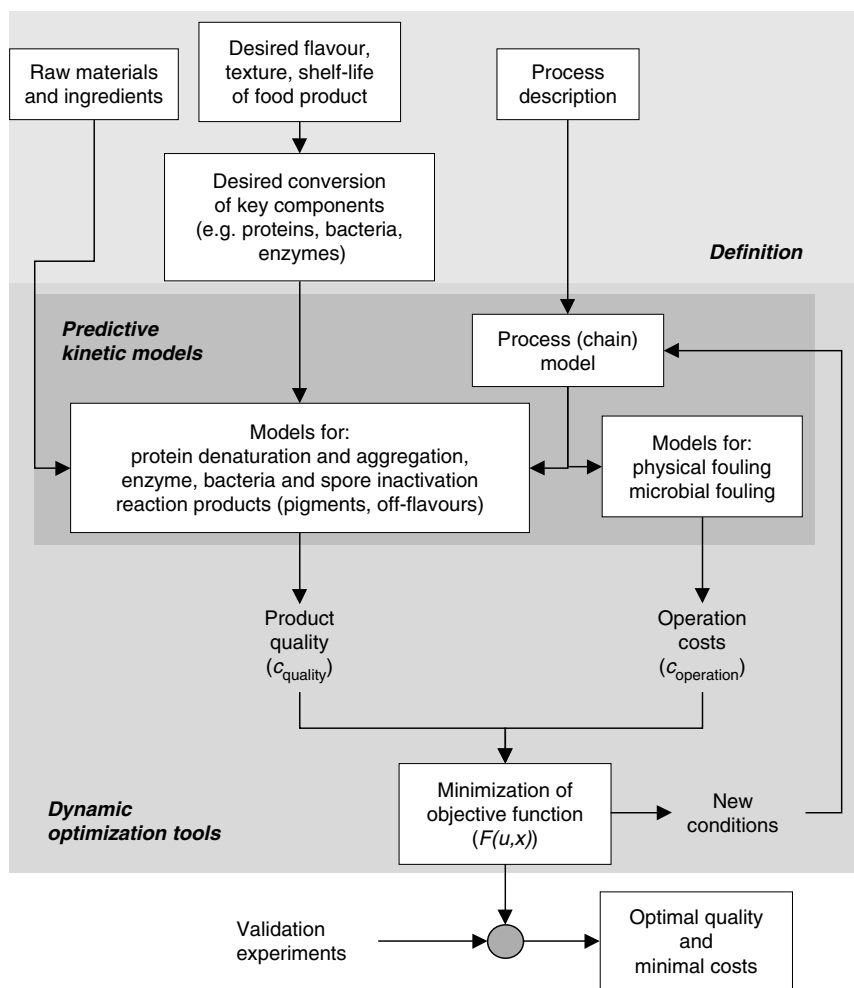 Raw materials
and ingredients
Desired flavour,
texture, shelf-life
of food product
Process
description
Desired conversion
of key components
(e.g. proteins, bacteria,
enzymes)
Definition
Predictive
kinetic models
Process (chain)
model
Models for:
protein denaturation and aggregation,
enzyme, bacteria and spore inactivation
reaction products (pigments, off-flavours)
Models for:
physical fouling
microbial fouling
Product
quality
(c_quality)
Operation
costs
(c_operation)
Dynamic
optimization tools
Minimization of
objective function
(F(u,x))
New
conditions
Validation
experiments
Optimal quality
and
minimal costs